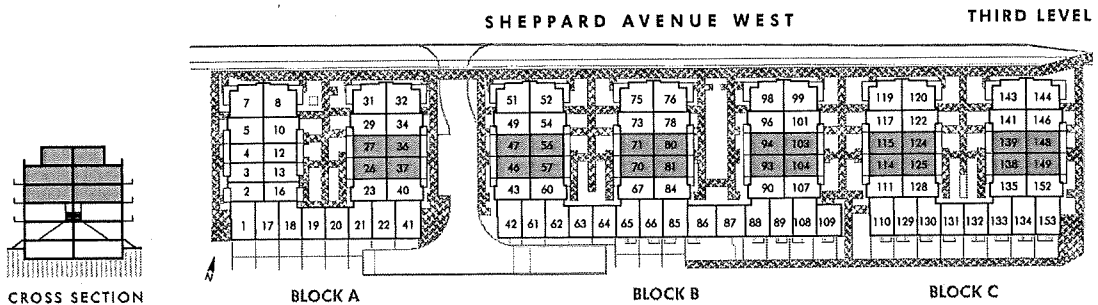 SHEPPARD AVENUE WEST
THIRD LEVEL
7 8 31 32 51 52 75 76 98 99 119 120 143 144
5 10 29 34 49 54 73 78 96 101 117 122 141 146
4 12 27 36 47 56 71 80 94 103 115 124 139 148
3 13 26 37 46 57 70 81 93 104 114 125 138 149
2 16 23 40 43 60 67 84 90 107 111 128 135 152
1 17 18 19 20 21 22 41 42 61 62 63 64 65 66 85 86 87 88 89 108 109 110 129 130 131 132 133 134 153
N
CROSS SECTION
BLOCK A
BLOCK B
BLOCK C